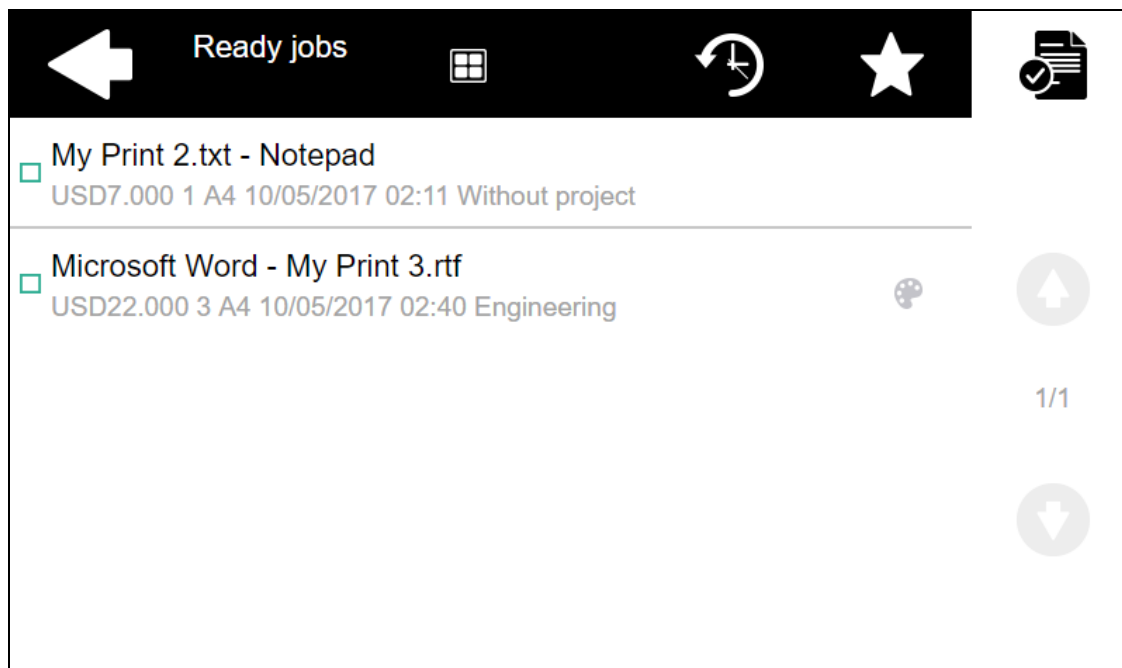 Ready jobs
My Print 2.txt - Notepad
USD7.000 1 A4 10/05/2017 02:11 Without project
Microsoft Word - My Print 3.rtf
USD22.000 3 A4 10/05/2017 02:40 Engineering
1/1